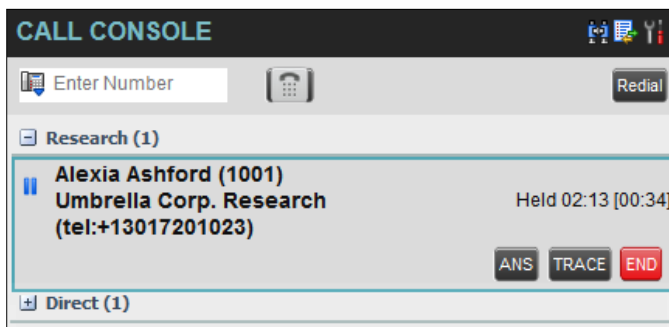 CALL CONSOLE
Enter Number
Redial
Research (1)
Alexia Ashford (1001)
Umbrella Corp. Research
Held 02:13 [00:34]
(tel:+13017201023)
ANS TRACE END
Direct (1)